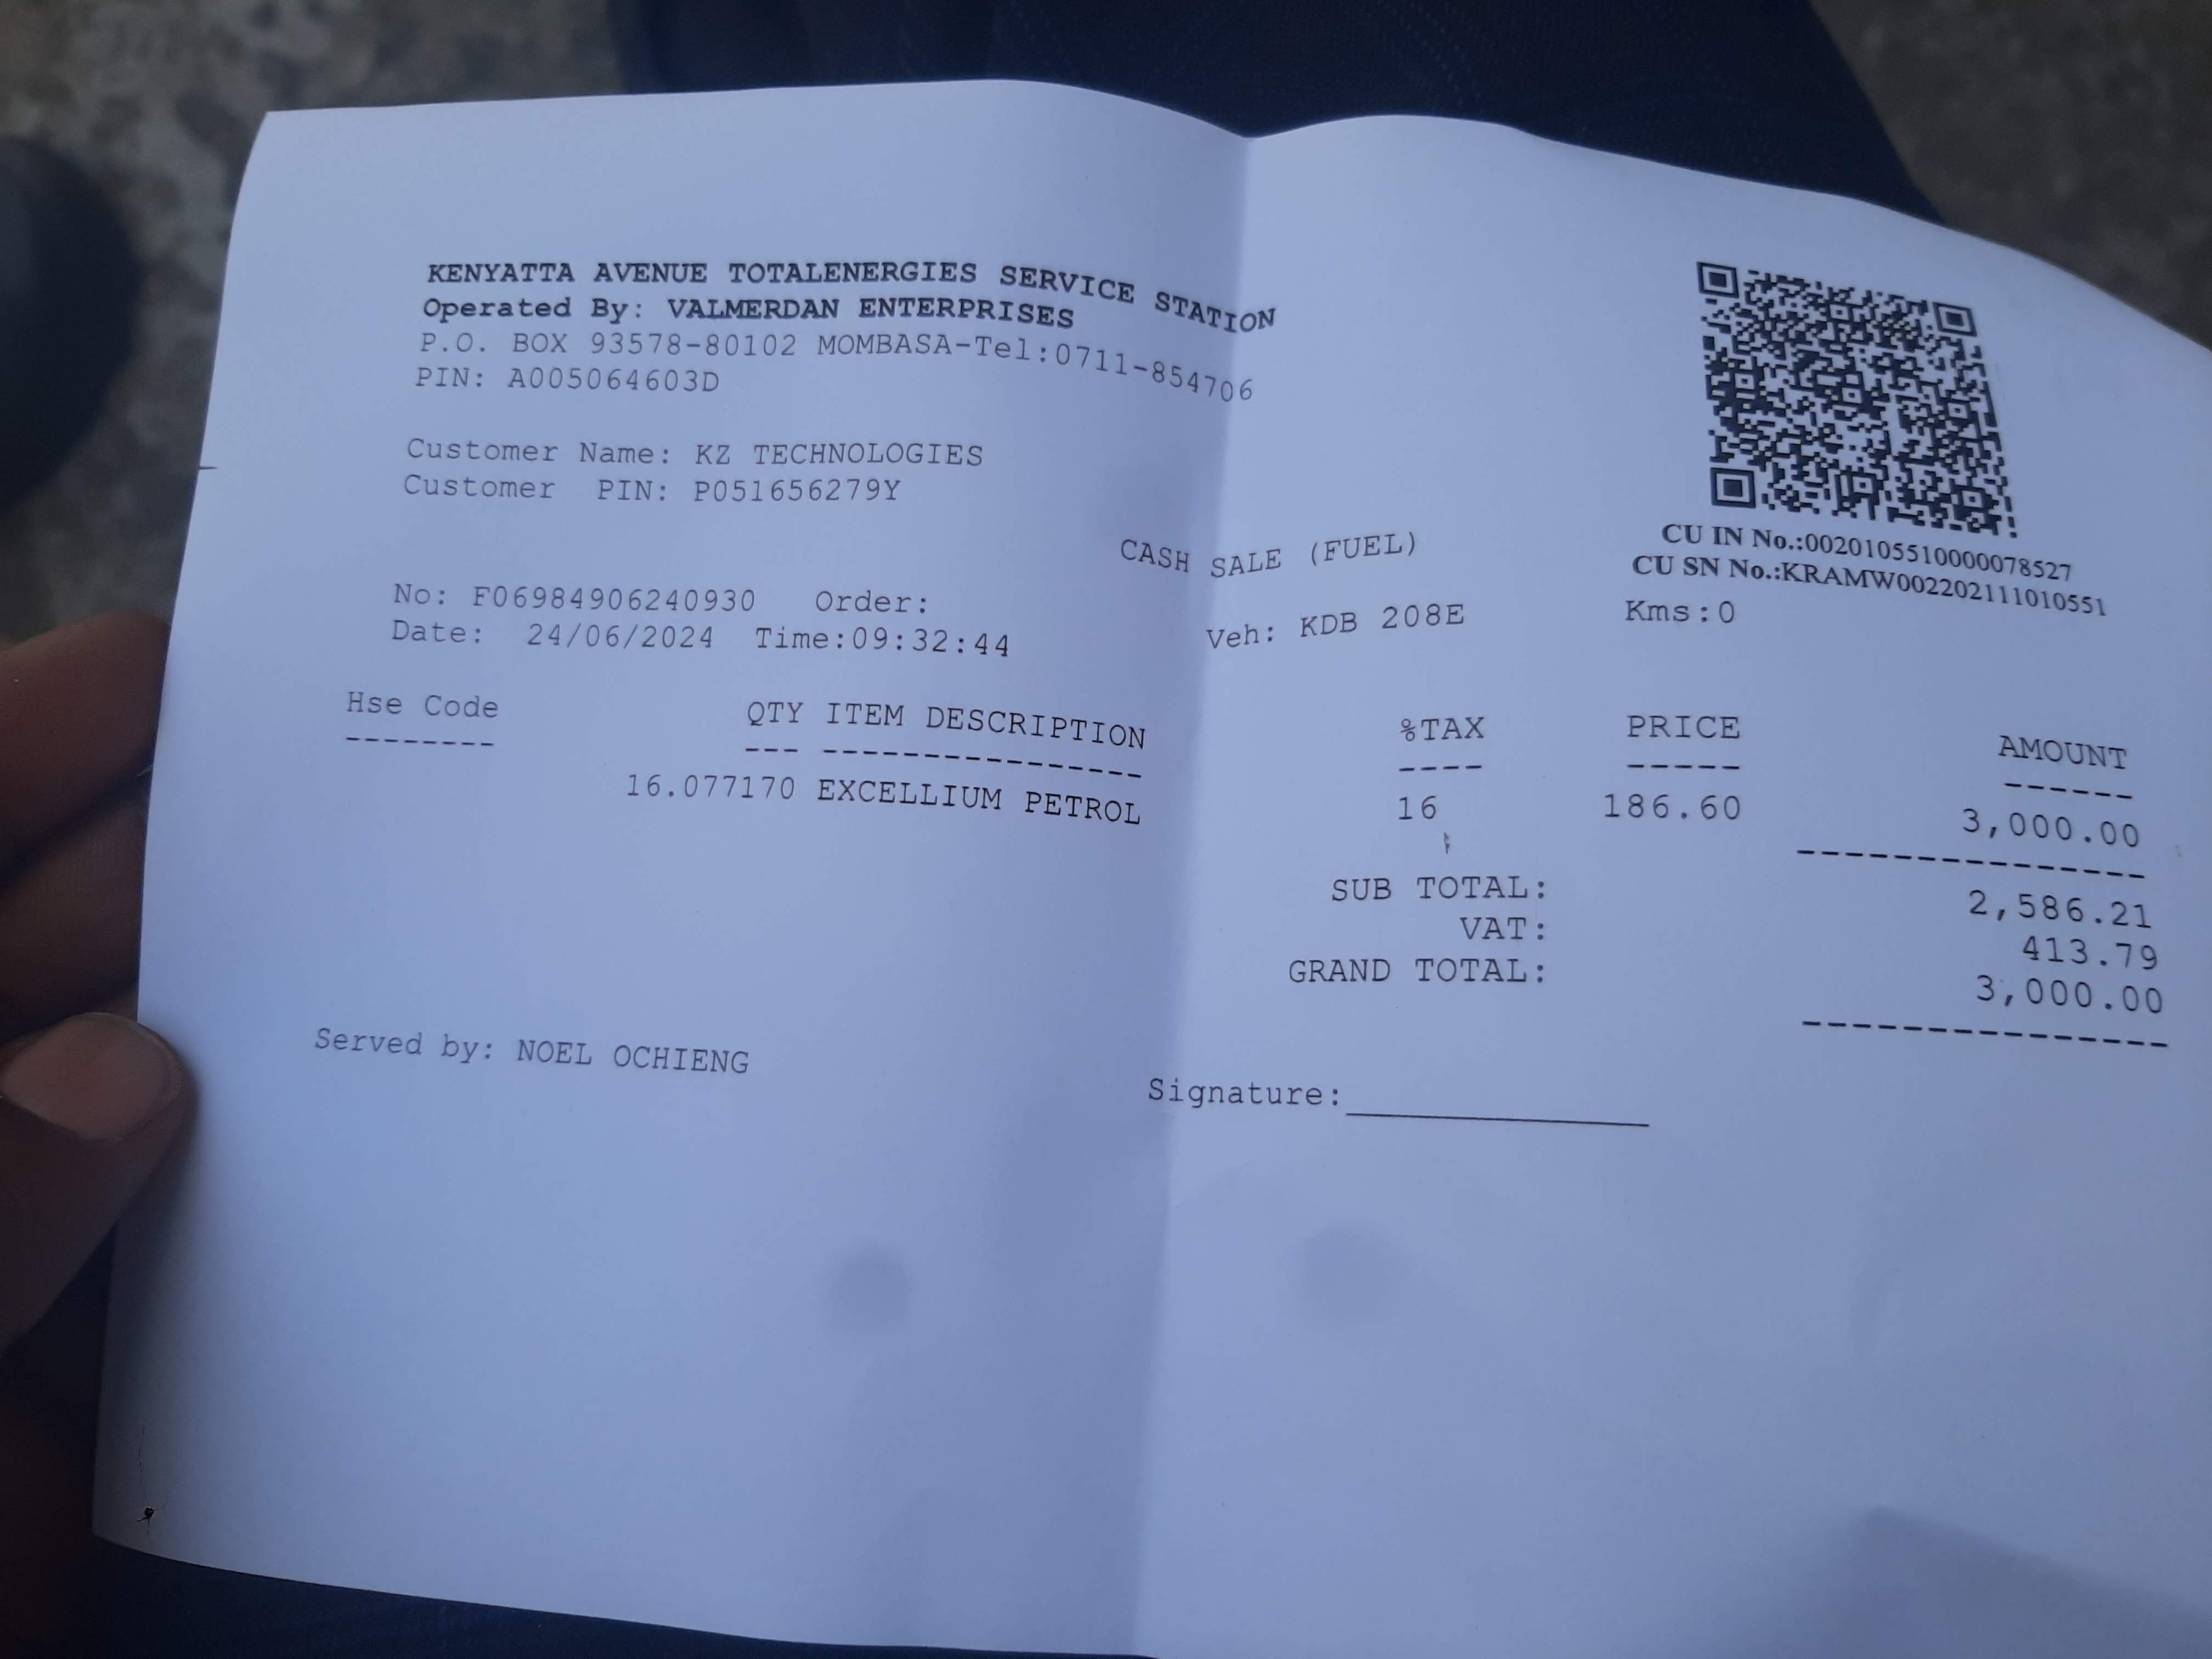 KENYATTA AVENUE TOTALENERGIES SERVICE STATION
Operated By: VALMERDAN ENTERPRISES
P.O. BOX 93578-80102 MOMBASA-Tel:0711-854706
PIN: A005064603D
Customer Name: KZ TECHNOLOGIES
Customer PIN: P051656279Y
CU IN No.:0020105510000078527
CU SN No.:KRAMW002202111010551
CASH SALE (FUEL)
No: F06984906240930 Order:
Date: 24/06/2024 Time:09:32:44 Veh: KDB 208E Kms:0
Hse Code QTY ITEM DESCRIPTION %TAX PRICE AMOUNT
-------- --- ---------------- ---- ----- ------
16.077170 EXCELLIUM PETROL 16 186.60 3,000.00
SUB TOTAL: 2,586.21
VAT: 413.79
GRAND TOTAL: 3,000.00
Served by: NOEL OCHIENG
Signature: